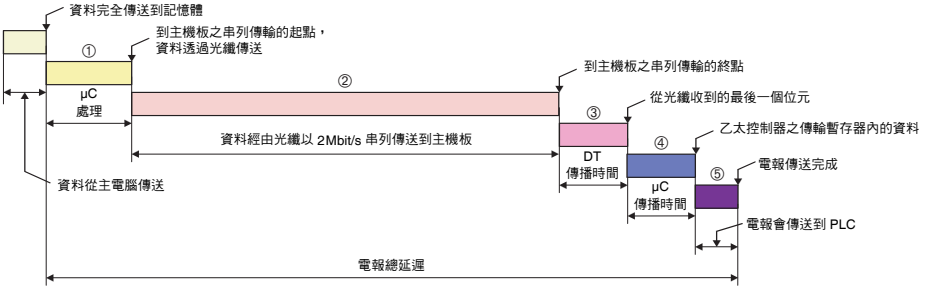 資料完全傳送到記憶體
到主機板之串列傳輸的起點，
資料透過光纖傳送
①
μC
處理
②
到主機板之串列傳輸的終點
從光纖收到的最後一個位元
③
資料經由光纖以 2Mbit/s 串列傳送到主機板
DT
傳播時間
④
乙太控制器之傳輸暫存器內的資料
μC
傳播時間
⑤
電報傳送完成
資料從主電腦傳送
電報會傳送到 PLC
電報總延遲